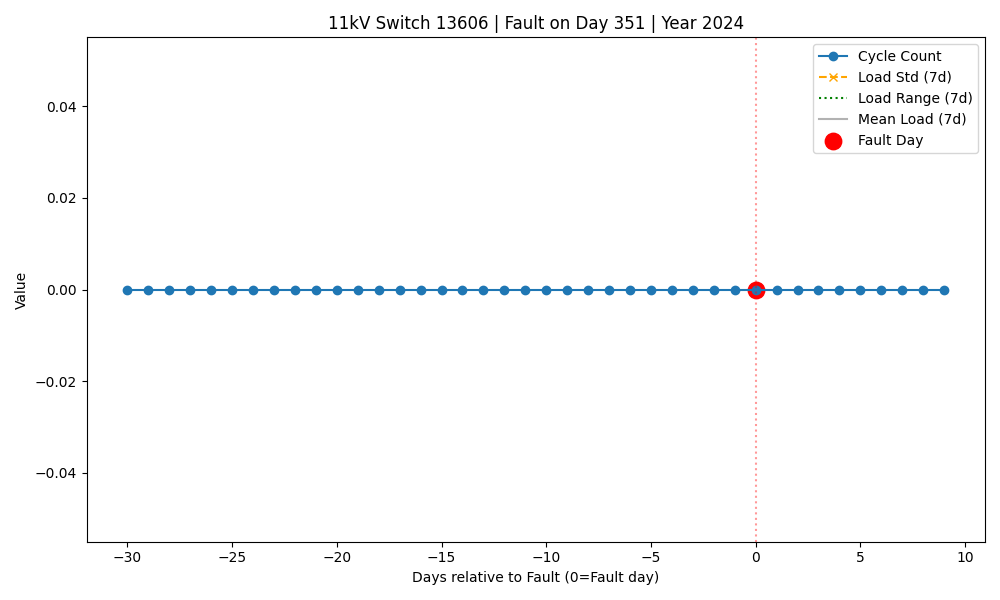 11kV Switch 13606 | Fault on Day 351 | Year 2024
Cycle Count
Load Std (7d)
Load Range (7d)
Mean Load (7d)
Fault Day
Value
0.04
0.02
0.00
−0.02
−0.04
−30
−25
−20
−15
−10
−5
0
5
10
Days relative to Fault (0=Fault day)